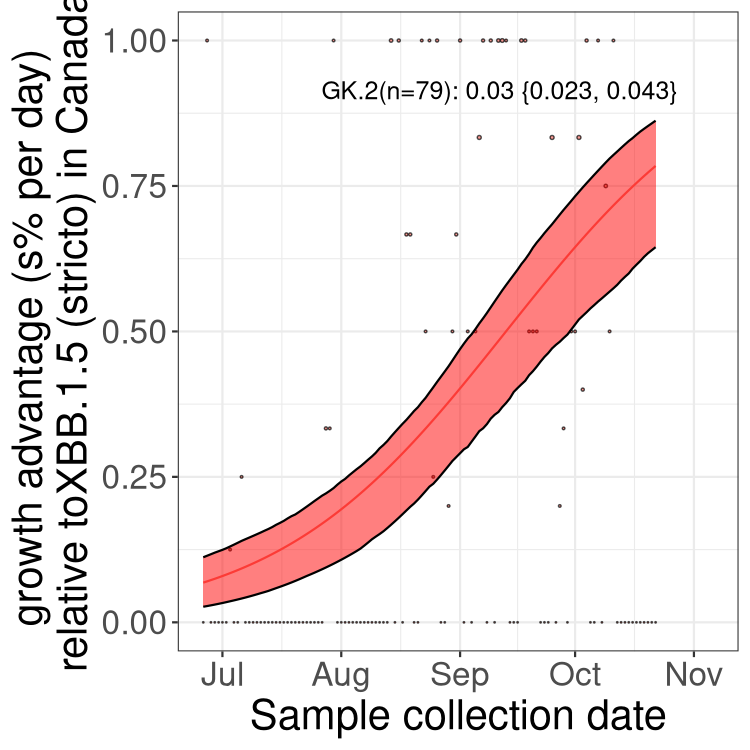 growth advantage (s% per day)
relative toXBB.1.5 (stricto) in Canada
1.00
0.75
0.50
0.25
0.00
GK.2(n=79): 0.03 {0.023, 0.043}
Jul Aug Sep Oct Nov
Sample collection date